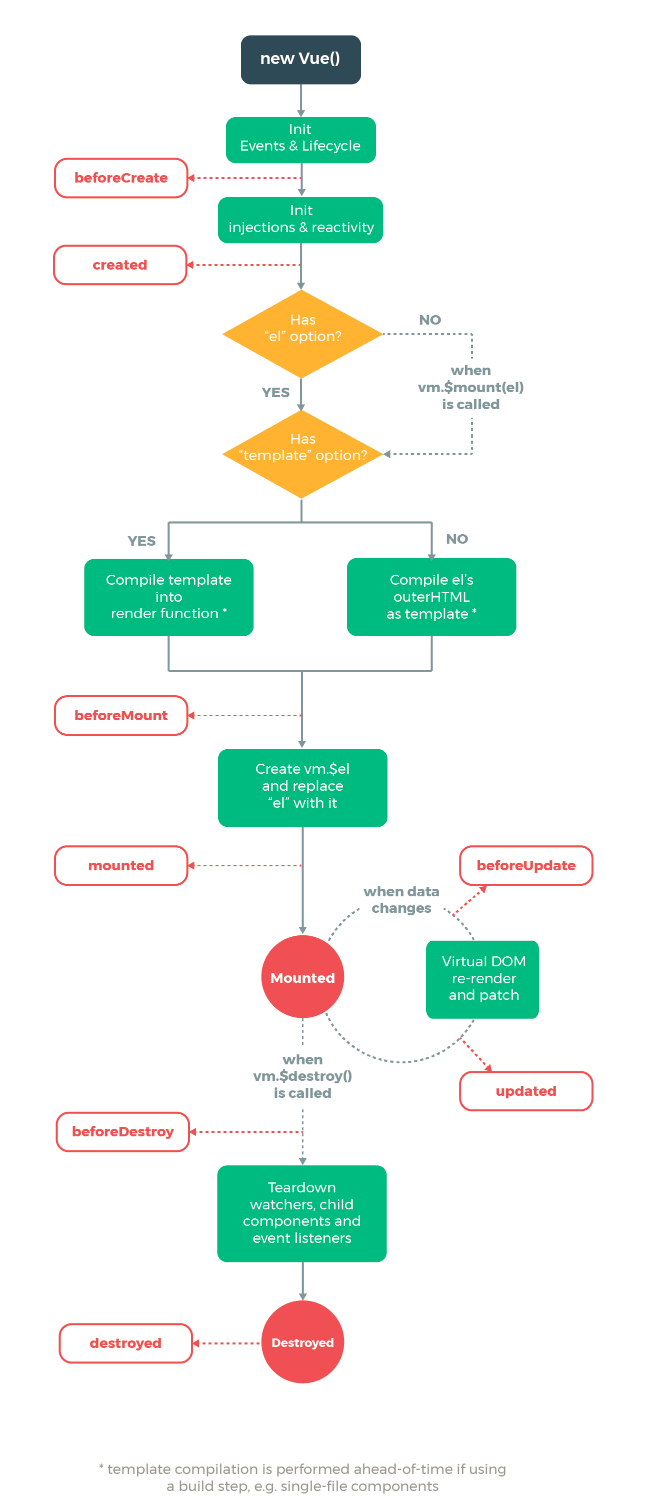 new Vue()
Init
Events & Lifecycle
beforeCreate
Init
injections & reactivity
created
Has
“el” option?
NO
when
vm.$mount(el)
is called
YES
Has
“template” option?
YES
NO
Compile template
into
render function *
Compile el’s
outerHTML
as template *
beforeMount
Create vm.$el
and replace
“el” with it
mounted
beforeUpdate
when data
changes
Mounted
Virtual DOM
re-render
and patch
updated
when
vm.$destroy()
is called
beforeDestroy
Teardown
watchers, child
components and
event listeners
destroyed
Destroyed
* template compilation is performed ahead-of-time if using
a build step, e.g. single-file components